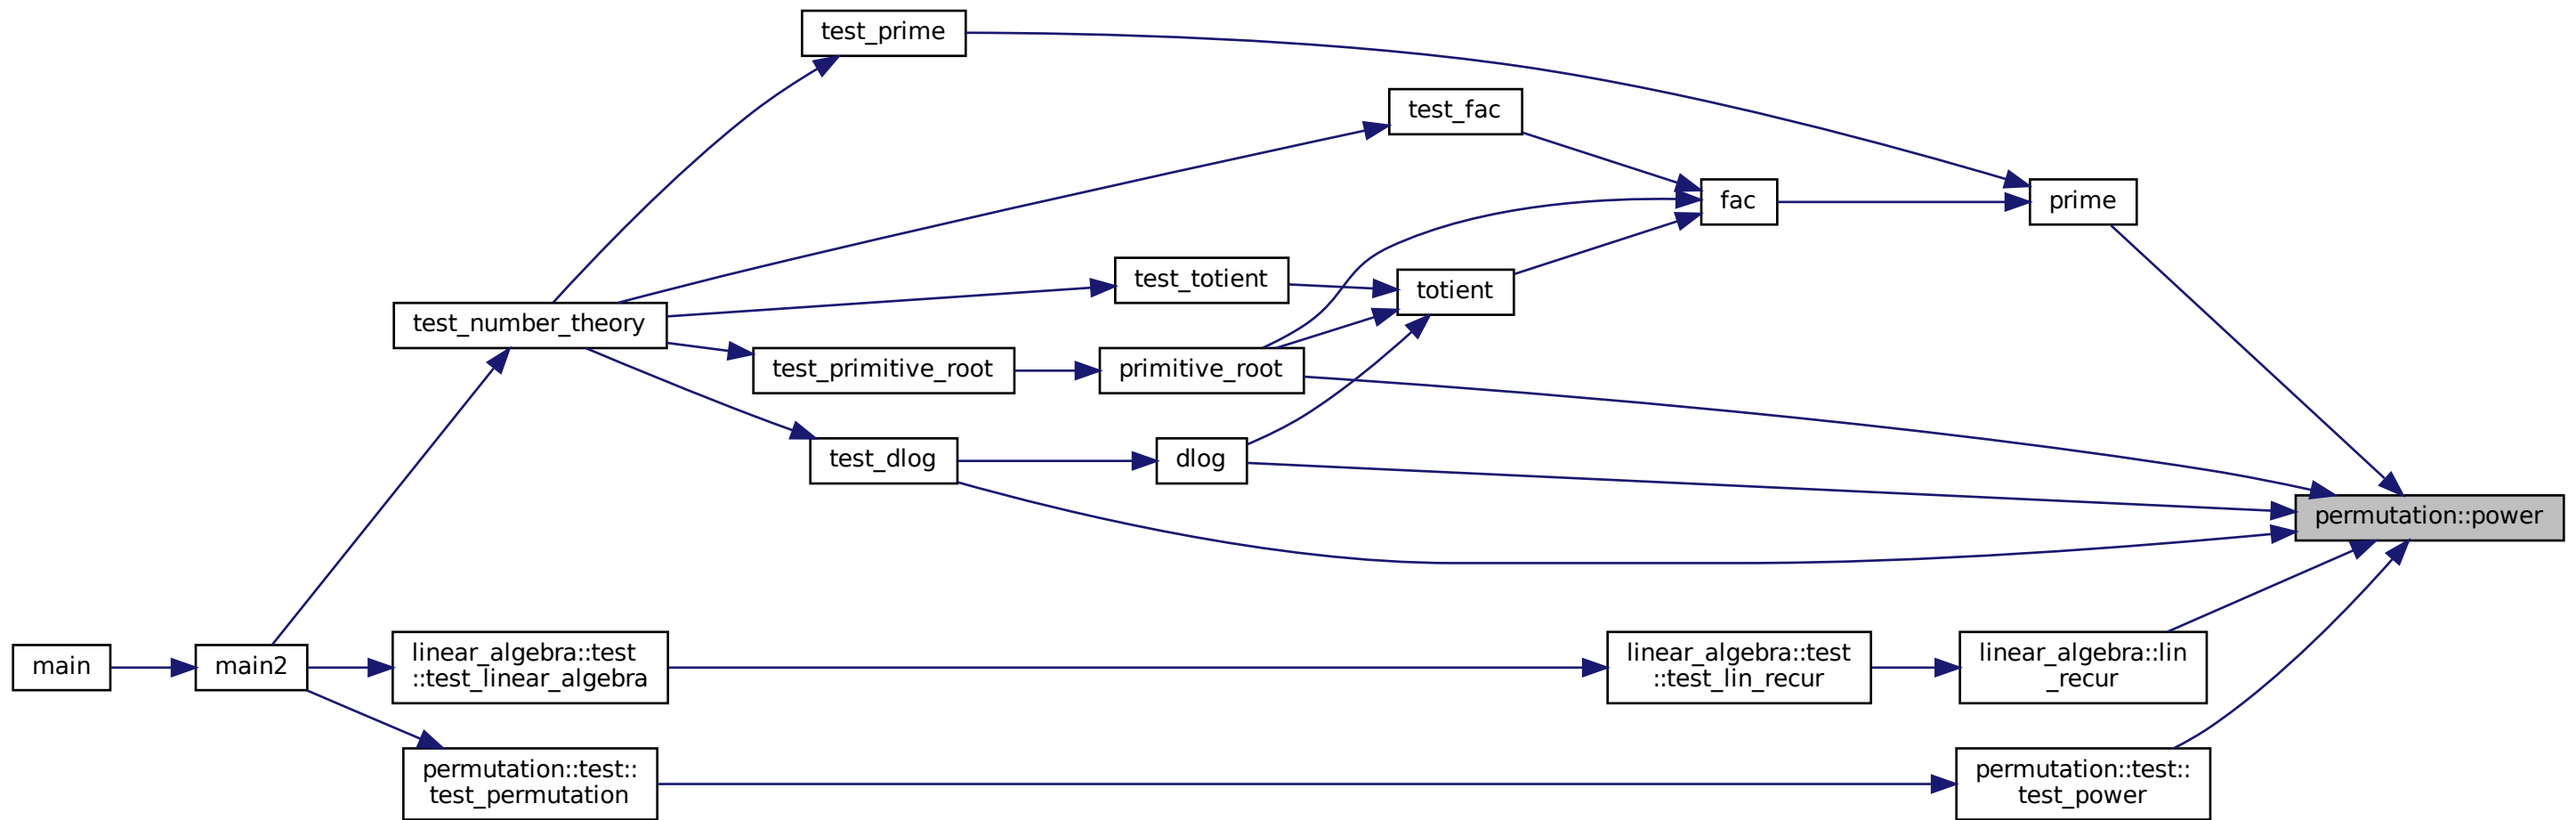 test_prime
test_fac
fac
prime
test_totient
totient
test_number_theory
test_primitive_root
primitive_root
test_dlog
dlog
permutation::power
main
main2
linear_algebra::test
::test_linear_algebra
linear_algebra::test
::test_lin_recur
linear_algebra::lin
_recur
permutation::test::
test_permutation
permutation::test::
test_power